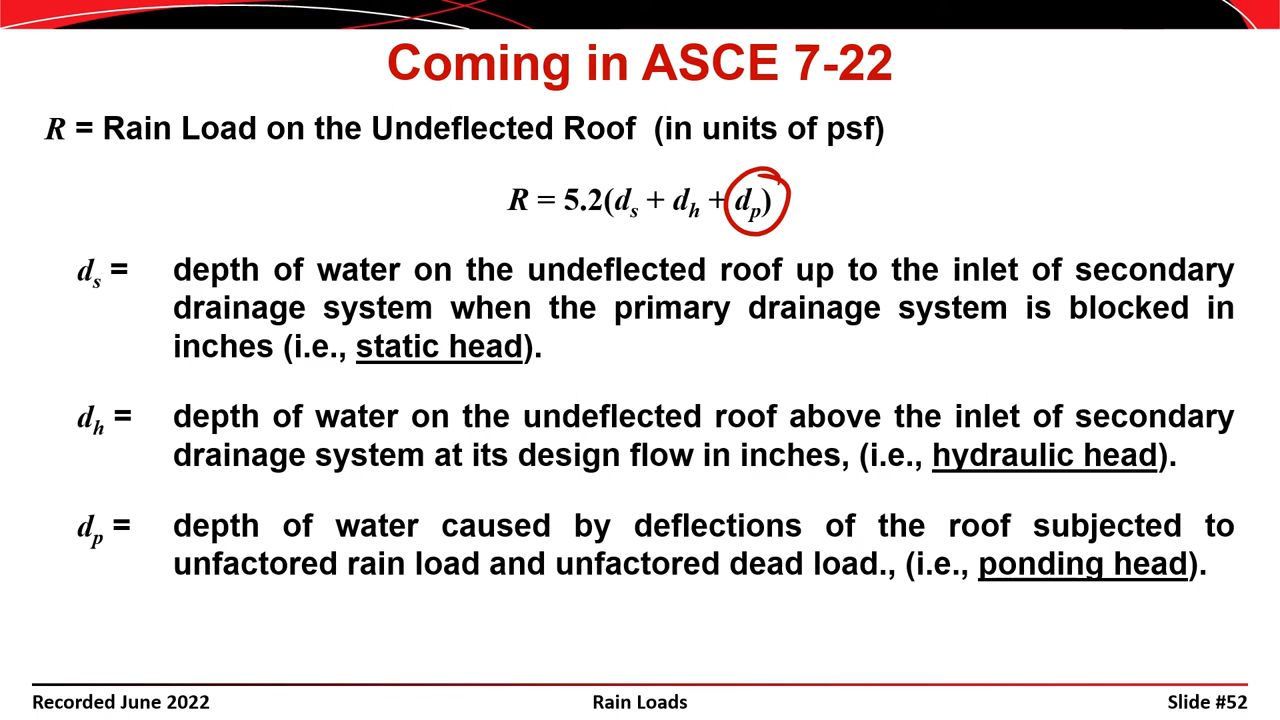 Coming in ASCE 7-22
R = Rain Load on the Undeflected Roof (in units of psf)
R = 5.2(ds + dh + dp)
ds = depth of water on the undeflected roof up to the inlet of secondary
drainage system when the primary drainage system is blocked in
inches (i.e., static head).
dh = depth of water on the undeflected roof above the inlet of secondary
drainage system at its design flow in inches, (i.e., hydraulic head).
dp = depth of water caused by deflections of the roof subjected to
unfactored rain load and unfactored dead load., (i.e., ponding head).
Recorded June 2022 Rain Loads Slide #52